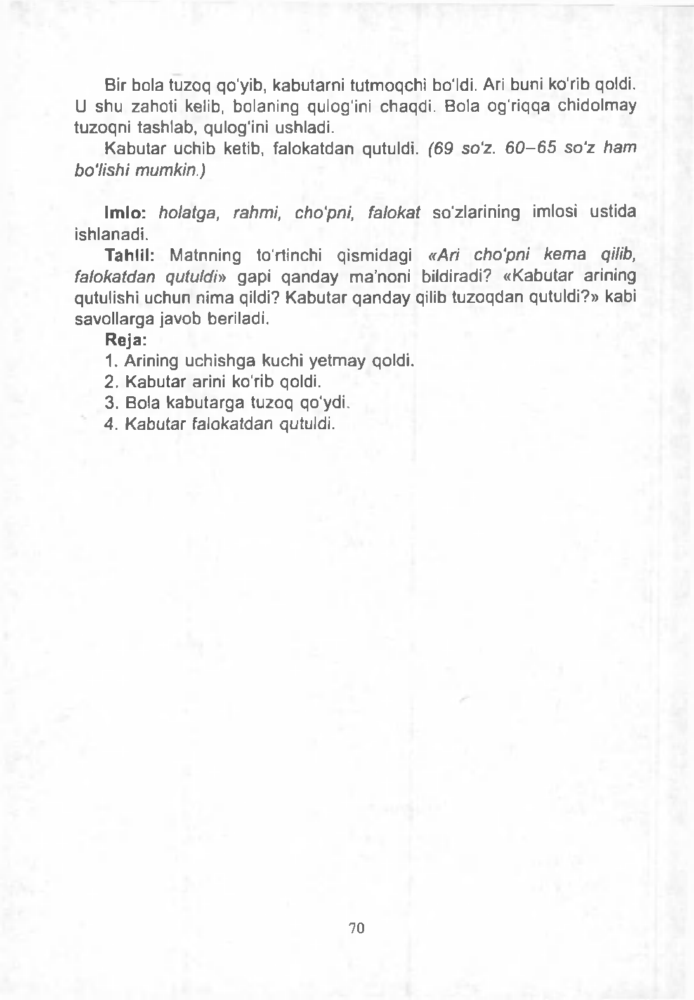 Bir bola tuzoq qo'yib, kabutarni tutmoqchi bo'ldi. Ari buni ko'rib qoldi.
U shu zahoti kelib, bolaning qulog'ini chaqdi. Bola og'riqqa chidolmay
tuzoqni tashlab, qulog'ini ushladi.
Kabutar uchib ketib, falokatdan qutuldi. (69 so'z. 60–65 so'z ham
bo'lishi mumkin.)
Imlo: holatga, rahmi, cho'pni, falokat so'zlarining imlosi ustida
ishlanadi.
Tahlil: Matnning to'rtinchi qismidagi «Ari cho'pni kema qilib,
falokatdan qutuldi» gapi qanday ma'noni bildiradi? «Kabutar arining
qutulishi uchun nima qildi? Kabutar qanday qilib tuzoqdan qutuldi?» kabi
savollarga javob beriladi.
Reja:
1. Arining uchishga kuchi yetmay qoldi.
2. Kabutar arini ko'rib qoldi.
3. Bola kabutarga tuzoq qo'ydi.
4. Kabutar falokatdan qutuldi.
70